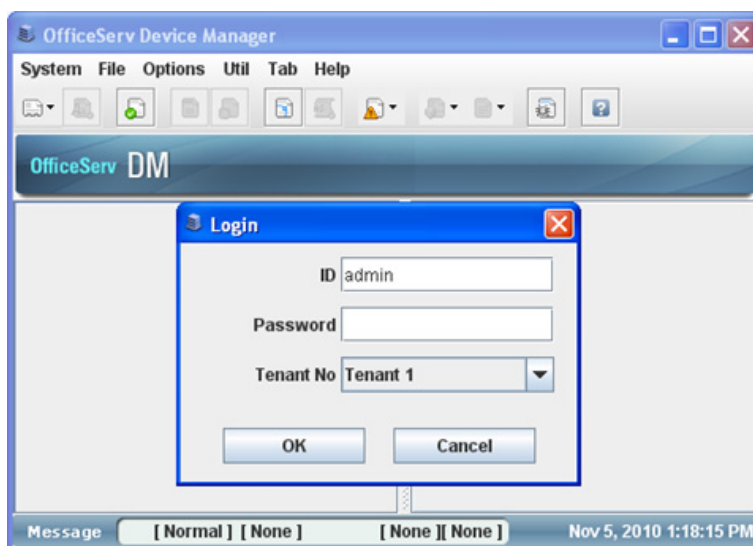 OfficeServ Device Manager
System File Options Util Tab Help
OfficeServ DM
Login
ID admin
Password
Tenant No Tenant 1
OK Cancel
Message [ Normal ] [ None ] [ None ][ None ] Nov 5, 2010 1:18:15 PM